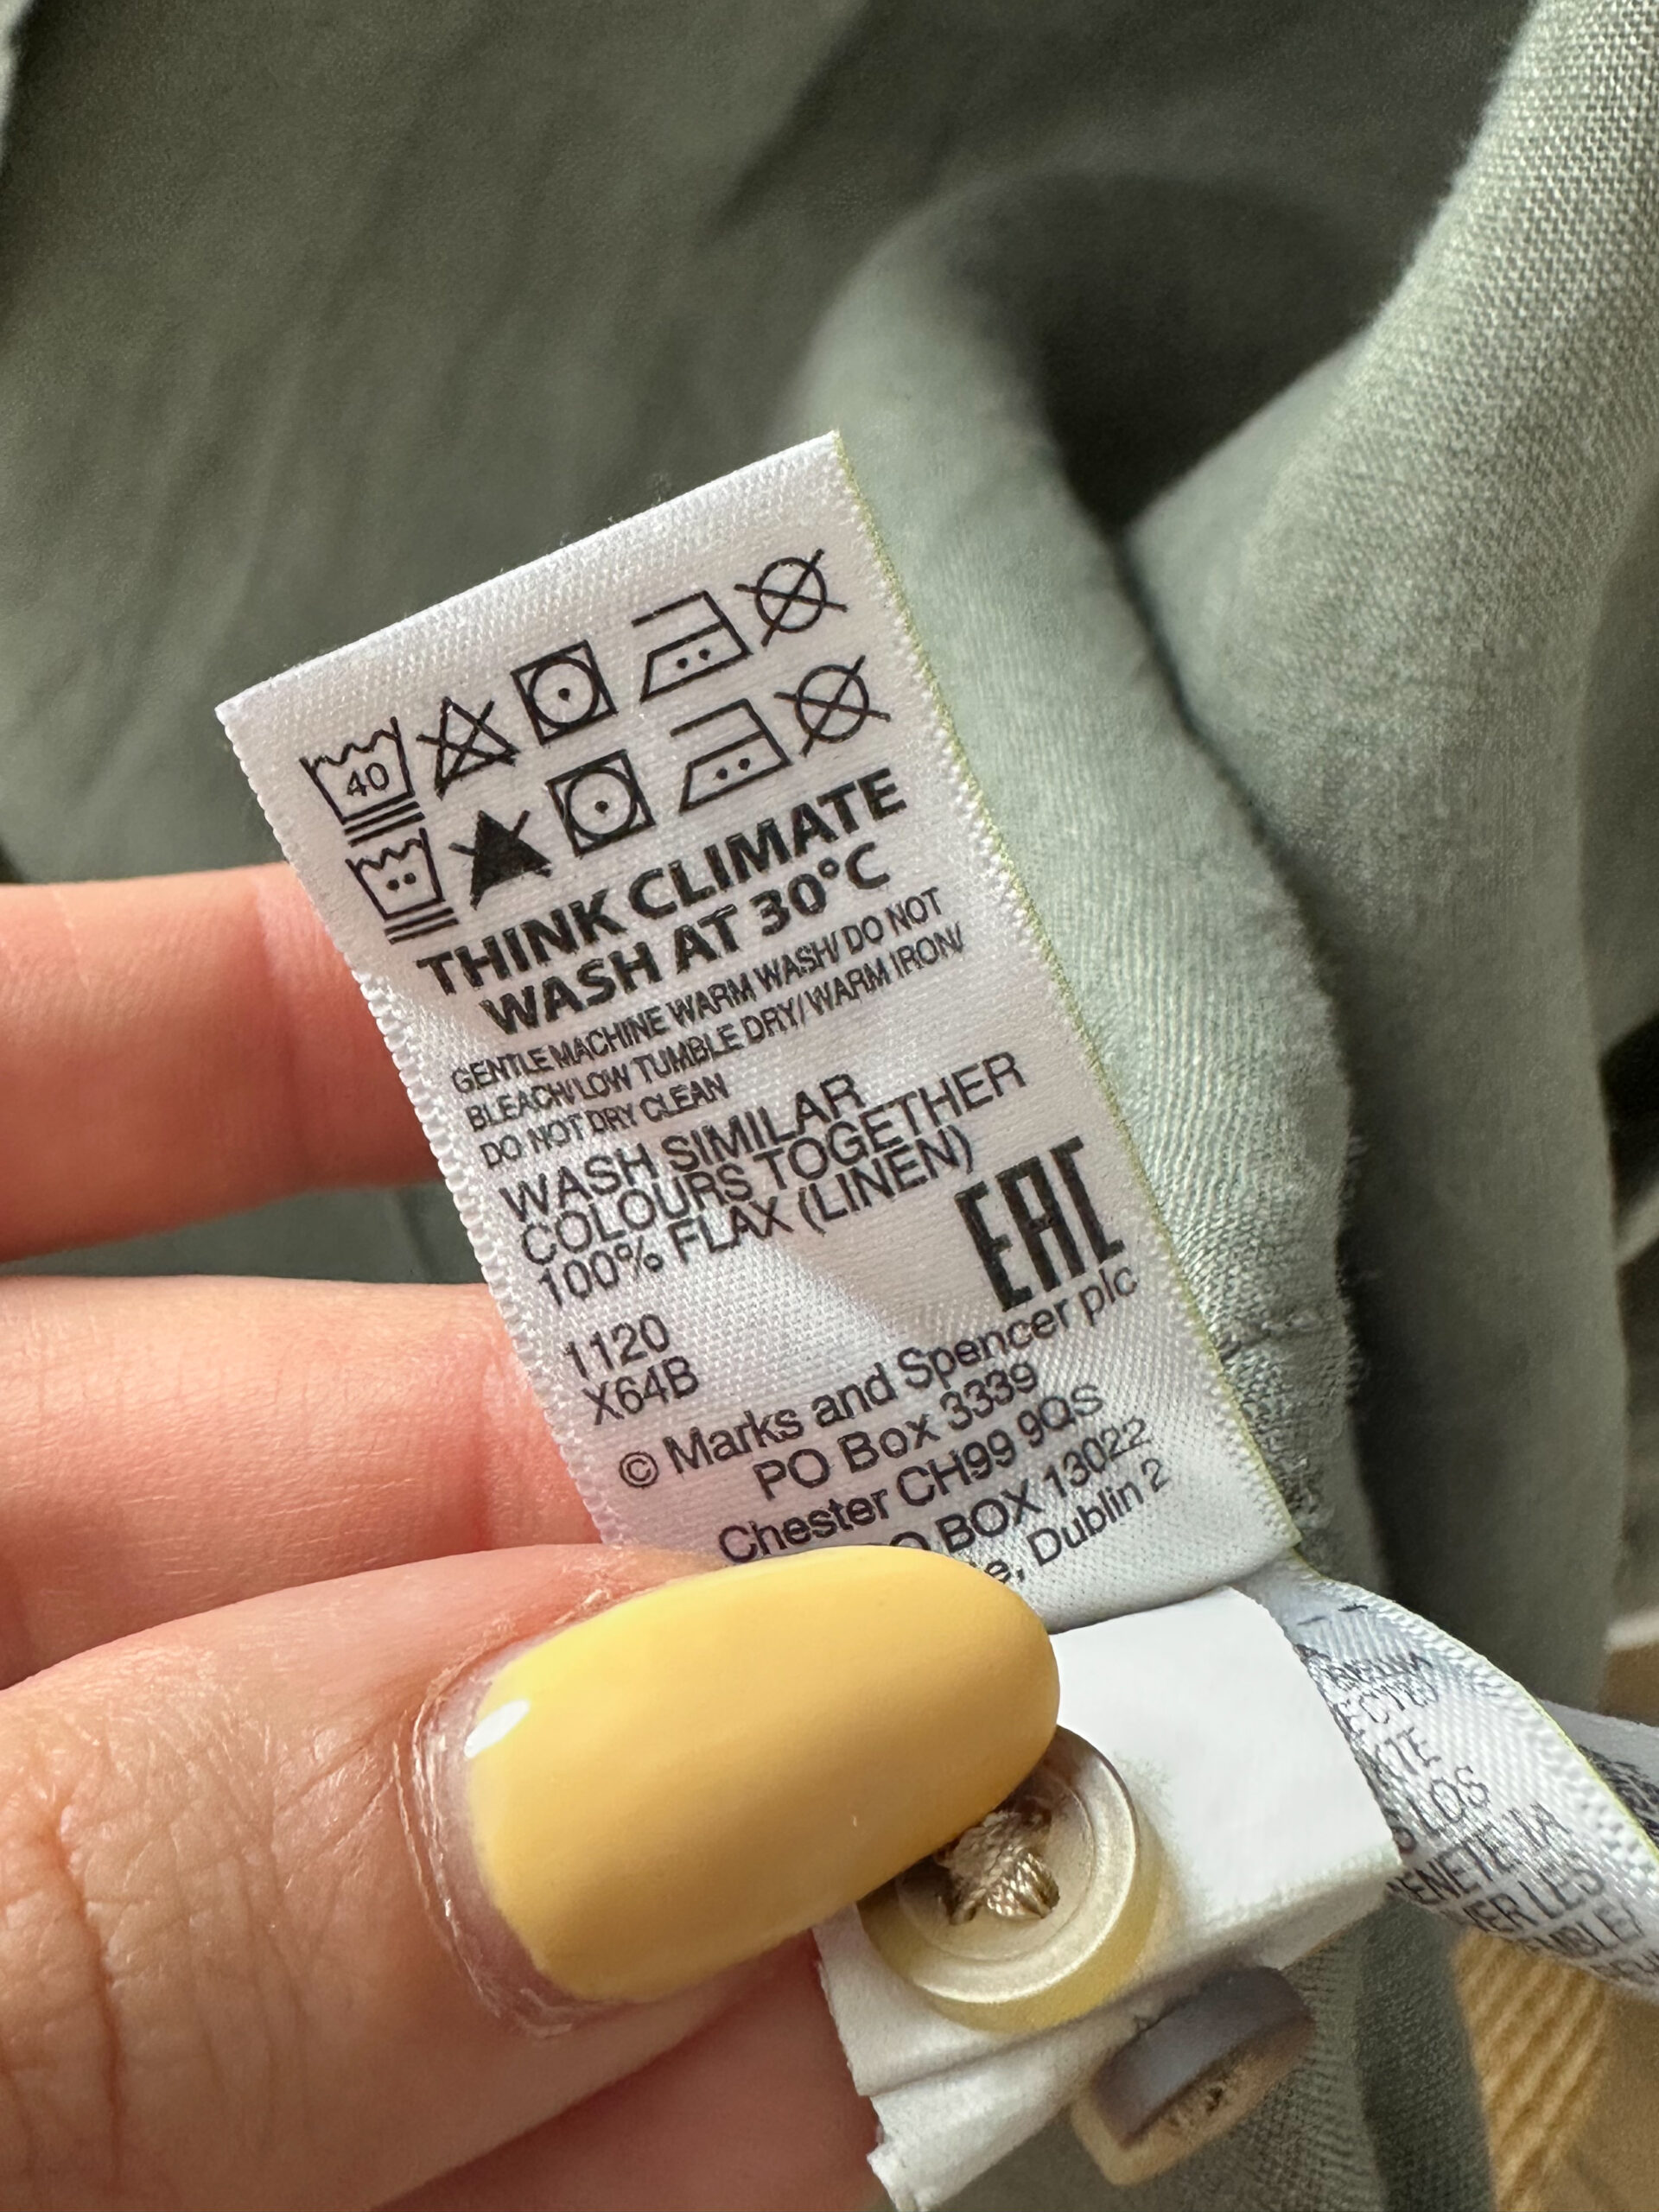 40
THINK CLIMATE
WASH AT 30°C
GENTLE MACHINE WARM WASH/ DO NOT
BLEACH/LOW TUMBLE DRY/ WARM IRON/
DO NOT DRY CLEAN
WASH SIMILAR
COLOURS TOGETHER
100% FLAX (LINEN)
EAC
1120
X64B
© Marks and Spencer plc
PO Box 3339
Chester CH99 9QS
BOX 13022
Dublin 2
LOS